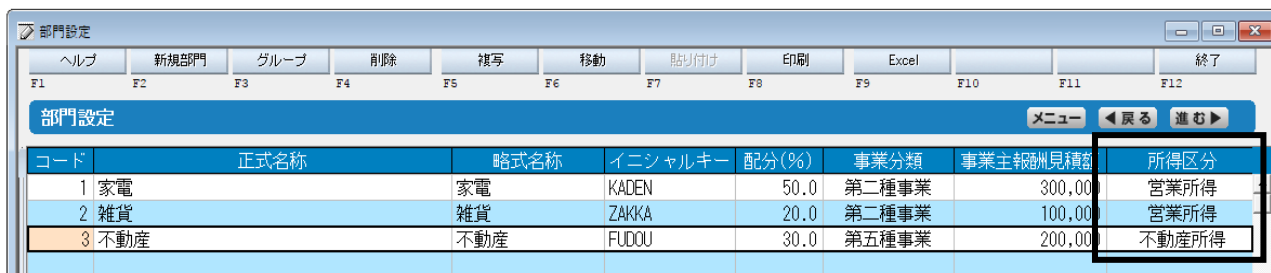 部門設定
ヘルプ 新規部門 グループ 削除 複写 移動 貼り付け 印刷 Excel 終了
F1 F2 F3 F4 F5 F6 F7 F8 F9 F10 F11 F12
部門設定 メニュー ◀戻る 進む▶
コード 正式名称 略式名称 イニシャルキー 配分(%) 事業分類 事業主報酬見積額 所得区分
1 家電 家電 KADEN 50.0 第二種事業 300,000 営業所得
2 雑貨 雑貨 ZAKKA 20.0 第二種事業 100,000 営業所得
3 不動産 不動産 FUDOU 30.0 第五種事業 200,000 不動産所得